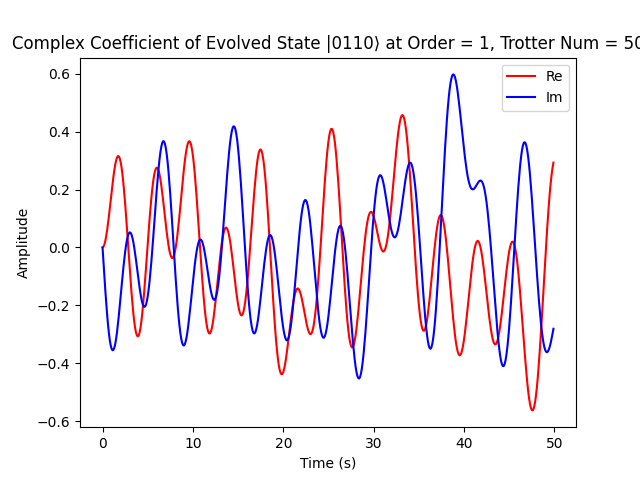 Complex Coefficient of Evolved State |0110⟩ at Order = 1, Trotter Num = 50
Re
Im
Amplitude
0.6
0.4
0.2
0.0
−0.2
−0.4
−0.6
0 10 20 30 40 50
Time (s)